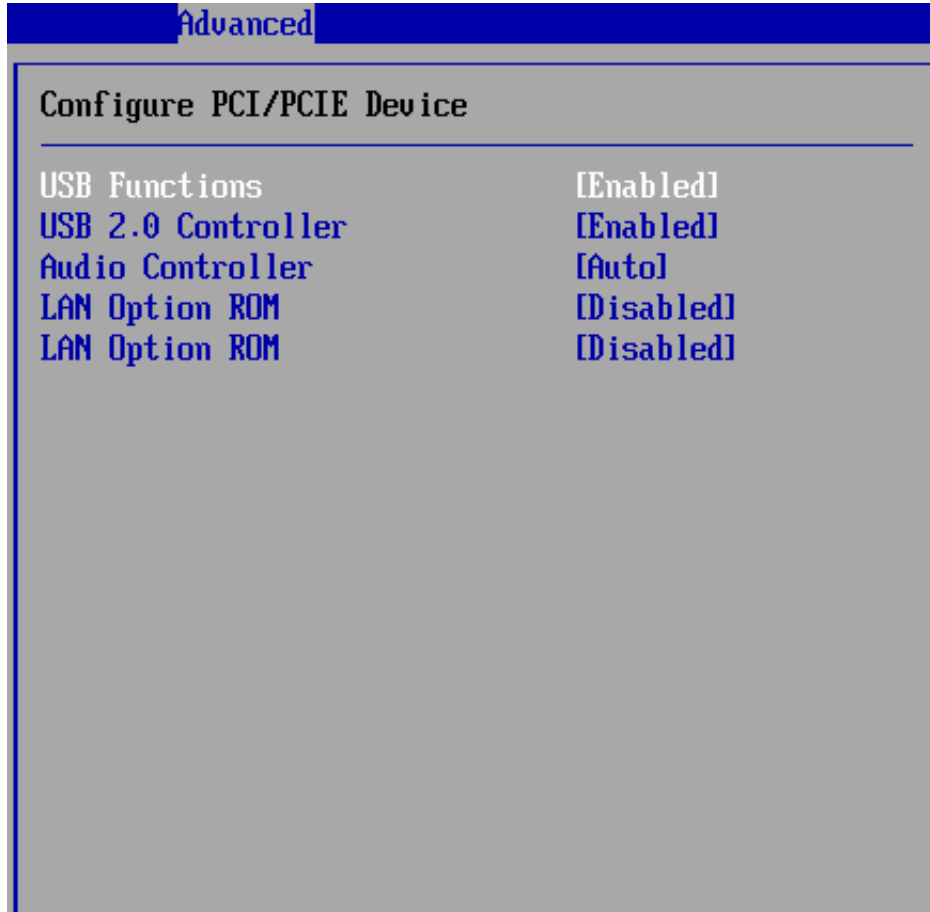 Advanced
Configure PCI/PCIE Device
USB Functions [Enabled]
USB 2.0 Controller [Enabled]
Audio Controller [Auto]
LAN Option ROM [Disabled]
LAN Option ROM [Disabled]